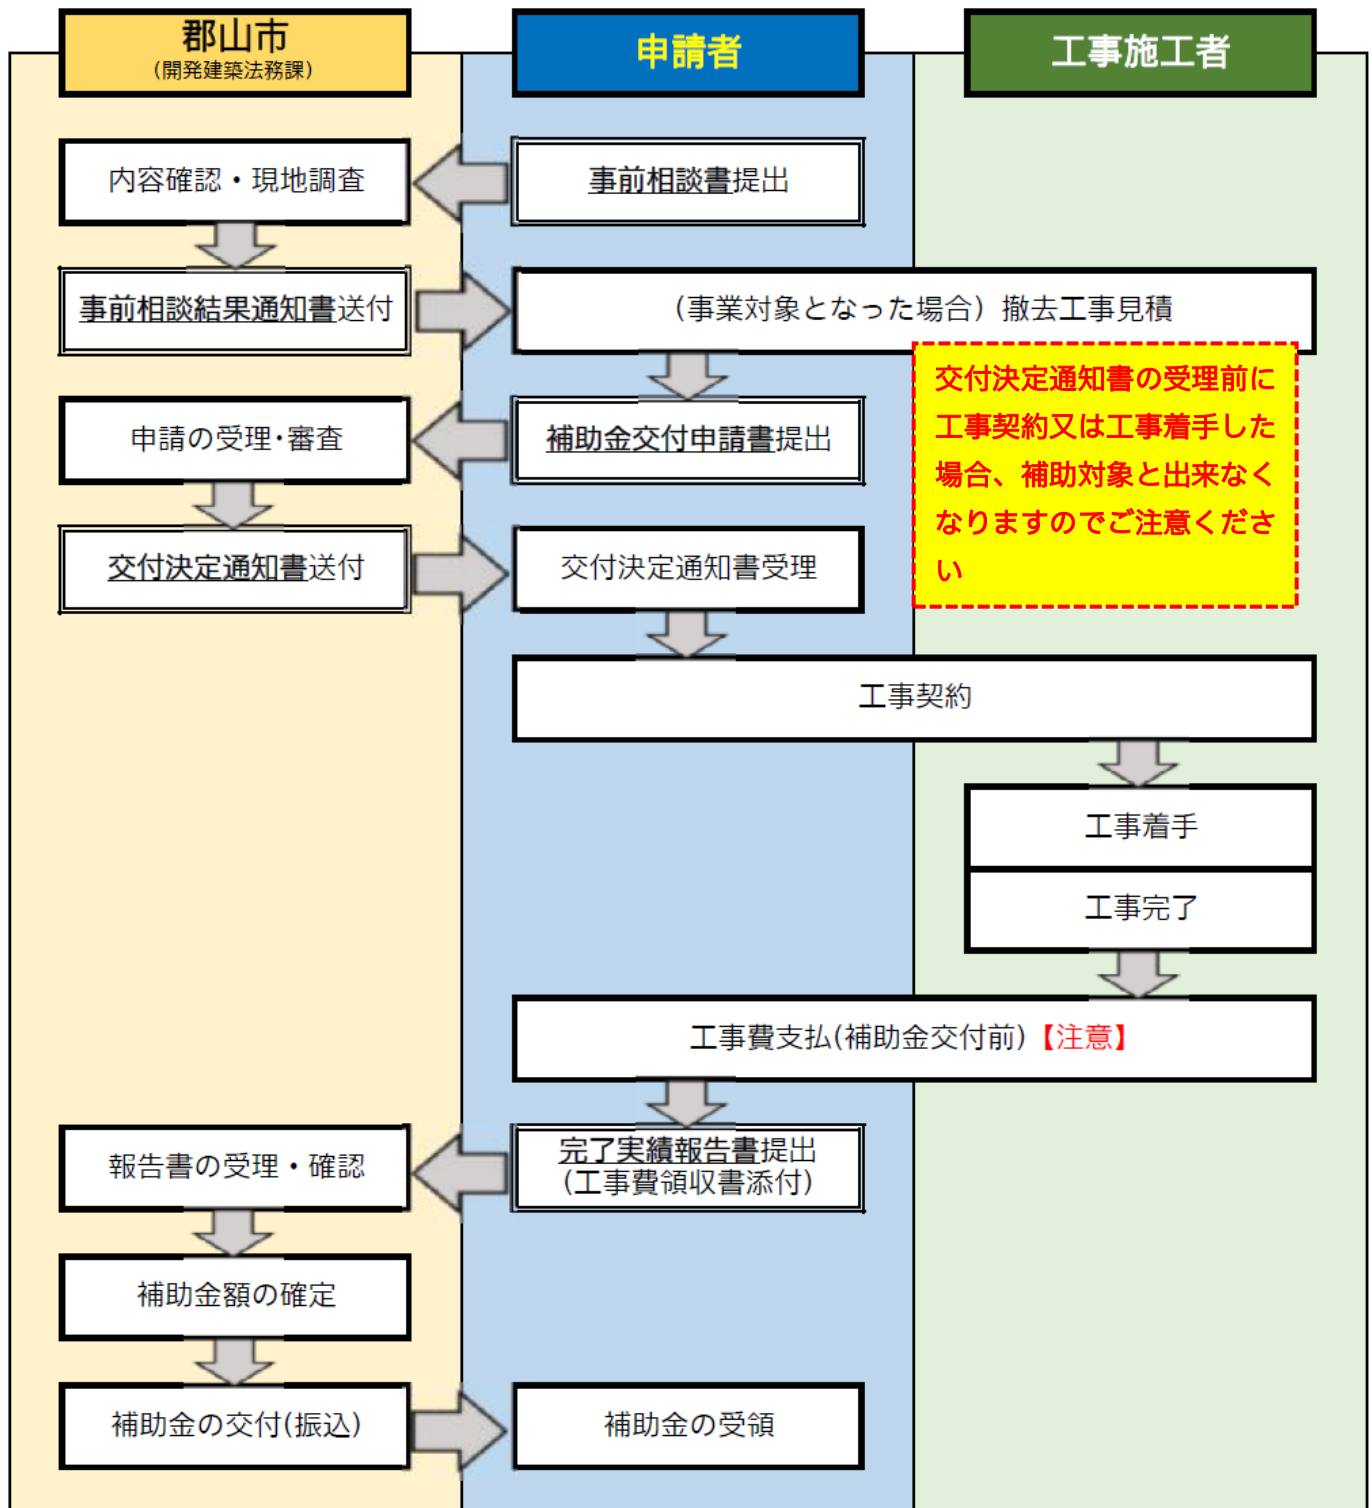 郡山市
(開発建築法務課)
申請者
工事施工者
内容確認・現地調査
事前相談書提出
事前相談結果通知書送付
（事業対象となった場合）撤去工事見積
交付決定通知書の受理前に
工事契約又は工事着手した
場合、補助対象と出来なく
なりますのでご注意くださ
い
申請の受理･審査
補助金交付申請書提出
交付決定通知書送付
交付決定通知書受理
工事契約
工事着手
工事完了
工事費支払(補助金交付前)【注意】
報告書の受理・確認
完了実績報告書提出
(工事費領収書添付)
補助金額の確定
補助金の交付(振込)
補助金の受領